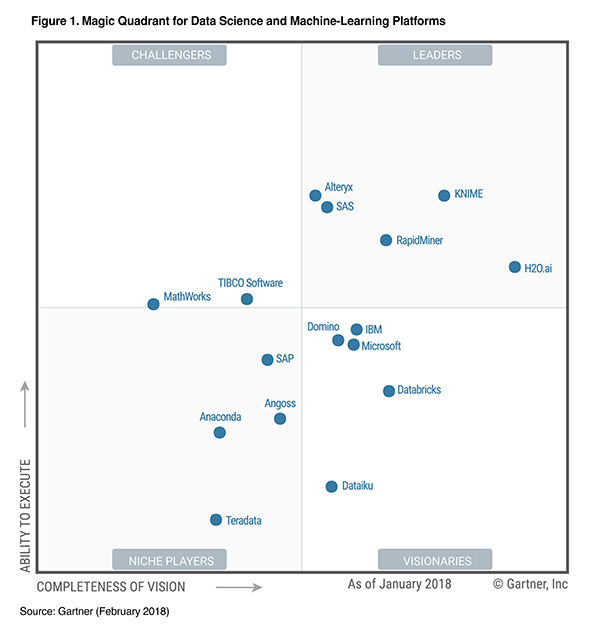 Figure 1. Magic Quadrant for Data Science and Machine-Learning Platforms
CHALLENGERS
LEADERS
Alteryx
KNIME
SAS
RapidMiner
H2O.ai
TIBCO Software
MathWorks
Domino
IBM
Microsoft
SAP
Databricks
Angoss
Anaconda
Dataiku
Teradata
ABILITY TO EXECUTE
NICHE PLAYERS
VISIONARIES
COMPLETENESS OF VISION
As of January 2018
© Gartner, Inc
Source: Gartner (February 2018)